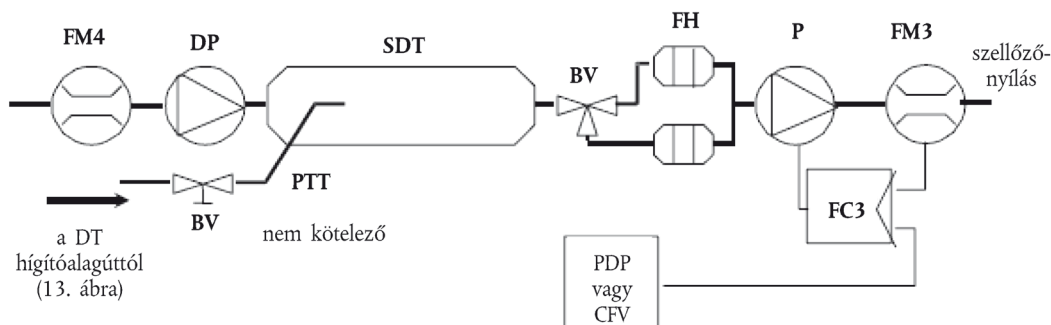 FM4
DP
SDT
BV
FH
P
FM3
szellőző-
nyílás
PTT
BV
nem kötelező
a DT
hígítóalagúttól
(13. ábra)
FC3
PDP
vagy
CFV